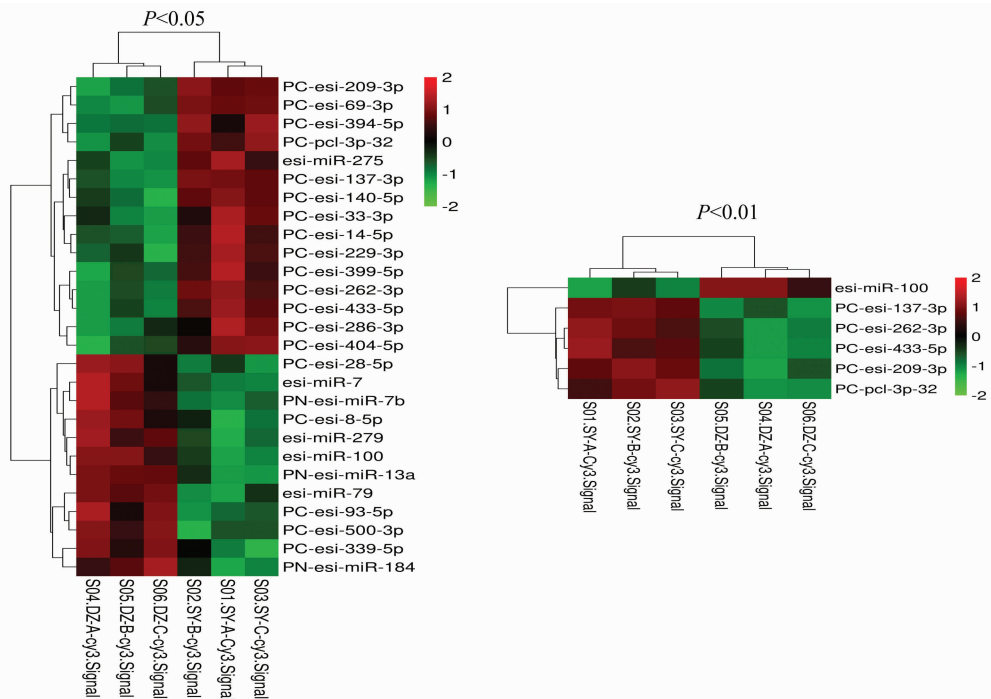 P<0.05
PC-esi-209-3p
PC-esi-69-3p
PC-esi-394-5p
PC-pcl-3p-32
esi-miR-275
PC-esi-137-3p
PC-esi-140-5p
PC-esi-33-3p
PC-esi-14-5p
PC-esi-229-3p
PC-esi-399-5p
PC-esi-262-3p
PC-esi-433-5p
PC-esi-286-3p
PC-esi-404-5p
PC-esi-28-5p
esi-miR-7
PN-esi-miR-7b
PC-esi-8-5p
esi-miR-279
esi-miR-100
PN-esi-miR-13a
esi-miR-79
PC-esi-93-5p
PC-esi-500-3p
PC-esi-339-5p
PN-esi-miR-184
2
1
0
-1
-2
S04.DZ-A-cy3.Signal
S05.DZ-B-cy3.Signal
S06.DZ-C-cy3.Signal
S02.SY-B-cy3.Signal
S01.SY-A-Cy3.Signal
S03.SY-C-cy3.Signal
P<0.01
esi-miR-100
PC-esi-137-3p
PC-esi-262-3p
PC-esi-433-5p
PC-esi-209-3p
PC-pcl-3p-32
2
1
0
-1
-2
S01.SY-A-Cy3.Signal
S02.SY-B-cy3.Signal
S03.SY-C-cy3.Signal
S05.DZ-B-cy3.Signal
S04.DZ-A-cy3.Signal
S06.DZ-C-cy3.Signal